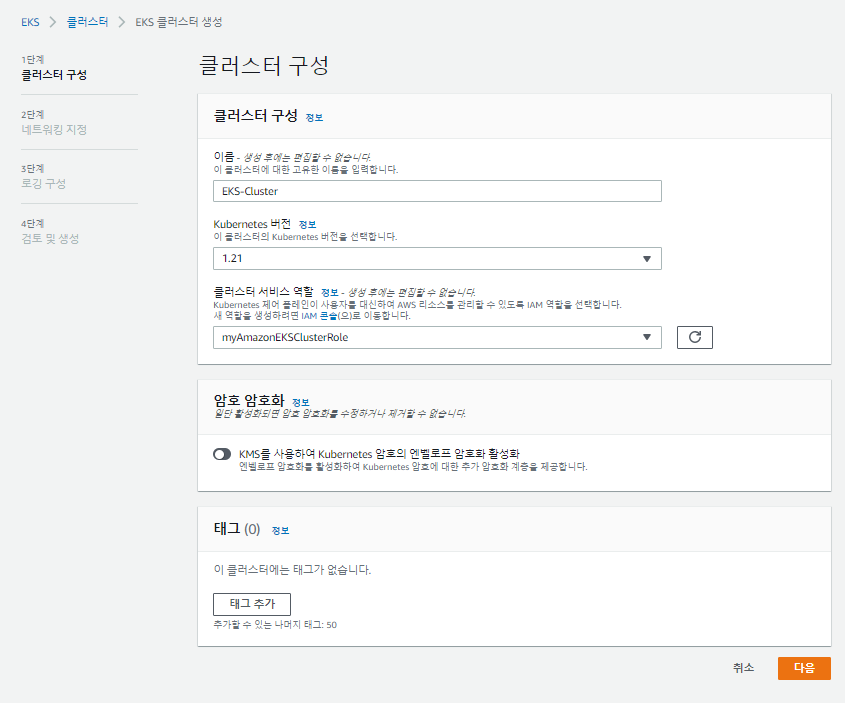 EKS > 클러스터 > EKS 클러스터 생성
1단계
클러스터 구성
2단계
네트워킹 지정
3단계
로깅 구성
4단계
검토 및 생성
클러스터 구성
클러스터 구성 정보
이름 - 생성 후에는 편집할 수 없습니다.
이 클러스터에 대한 고유한 이름을 입력합니다.
EKS-Cluster
Kubernetes 버전 정보
이 클러스터의 Kubernetes 버전을 선택합니다.
1.21
클러스터 서비스 역할 정보 - 생성 후에는 편집할 수 없습니다.
Kubernetes 제어 플레인이 사용자를 대신하여 AWS 리소스를 관리할 수 있도록 IAM 역할을 선택합니다.
새 역할을 생성하려면 IAM 콘솔(으)로 이동합니다.
myAmazonEKSClusterRole
암호 암호화 정보
일단 활성화되면 암호 암호화를 수정하거나 제거할 수 없습니다.
KMS를 사용하여 Kubernetes 암호의 엔벨로프 암호화 활성화
엔벨로프 암호화를 활성화하여 Kubernetes 암호에 대한 추가 암호화 계층을 제공합니다.
태그 (0) 정보
이 클러스터에는 태그가 없습니다.
태그 추가
추가할 수 있는 나머지 태그: 50
취소 다음